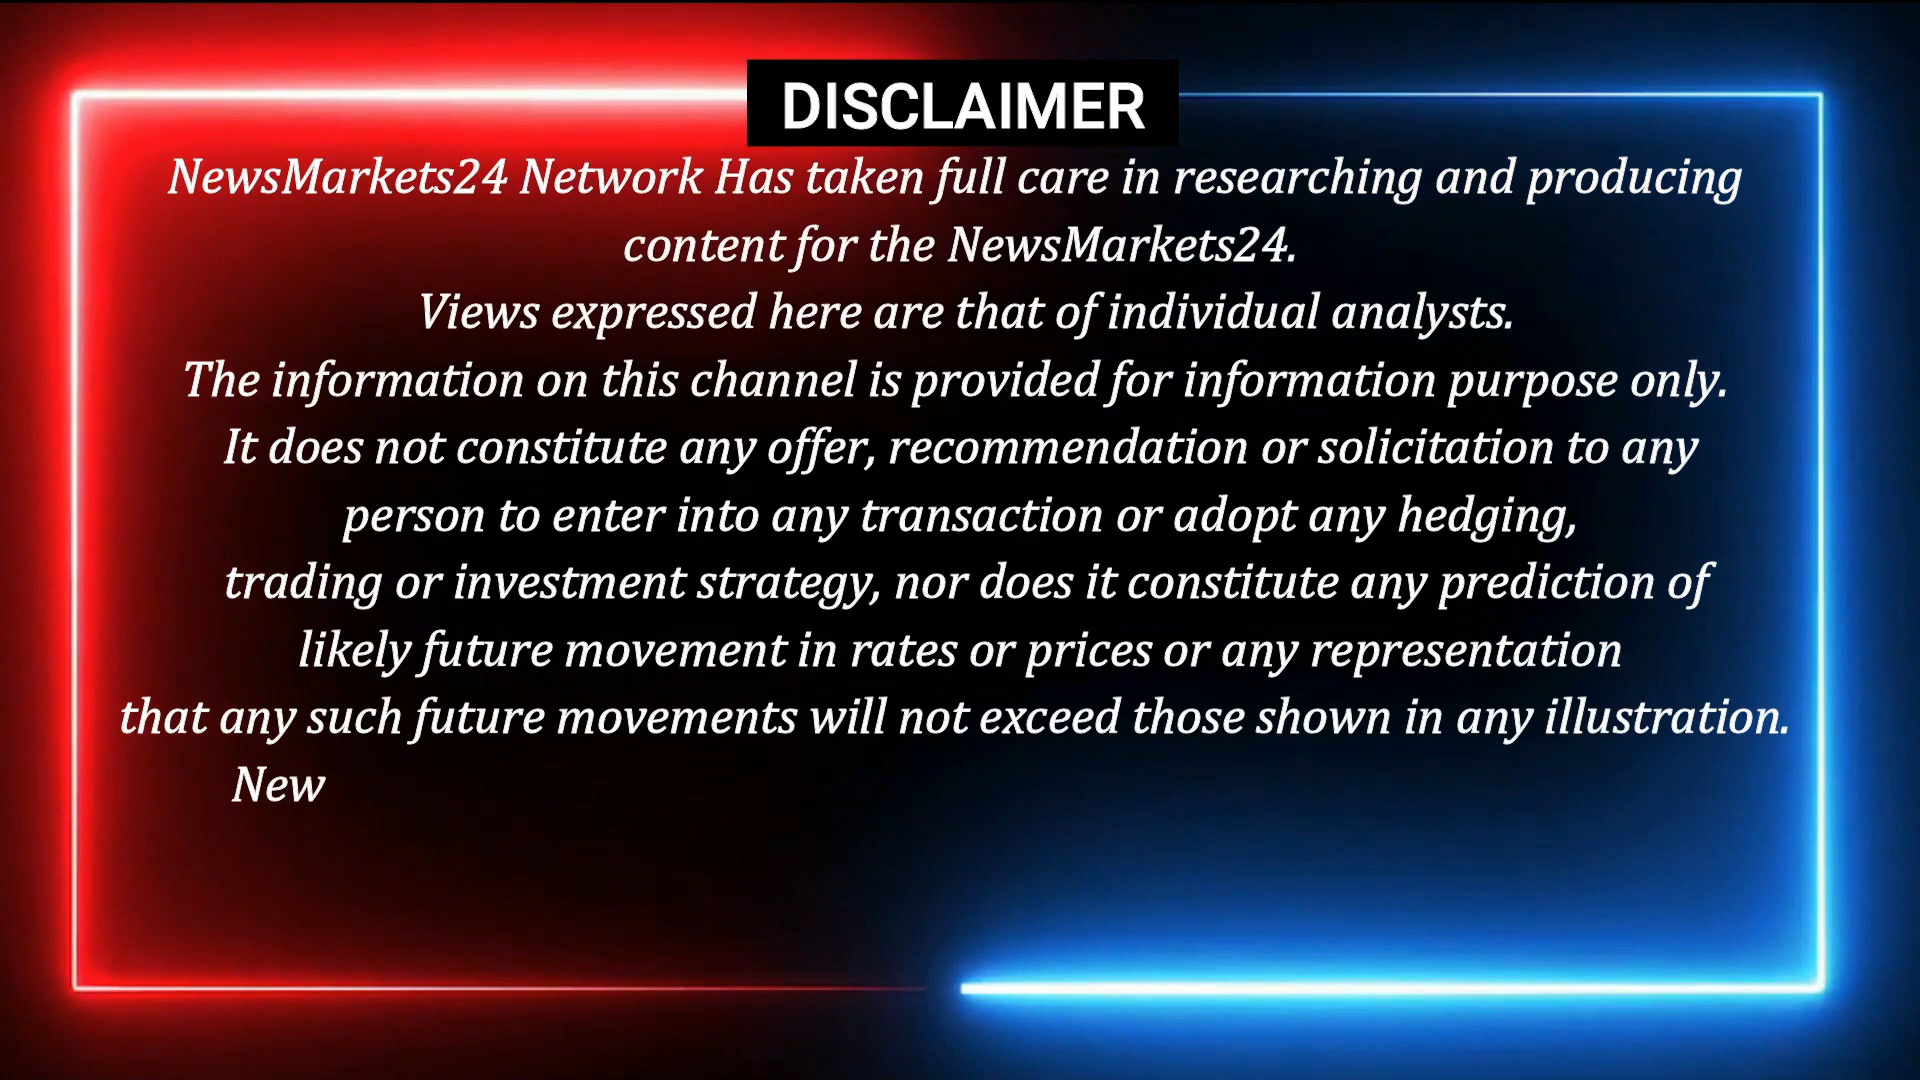 DISCLAIMER
NewsMarkets24 Network Has taken full care in researching and producing
content for the NewsMarkets24.
Views expressed here are that of individual analysts.
The information on this channel is provided for information purpose only.
It does not constitute any offer, recommendation or solicitation to any
person to enter into any transaction or adopt any hedging,
trading or investment strategy, nor does it constitute any prediction of
likely future movement in rates or prices or any representation
that any such future movements will not exceed those shown in any illustration.
New